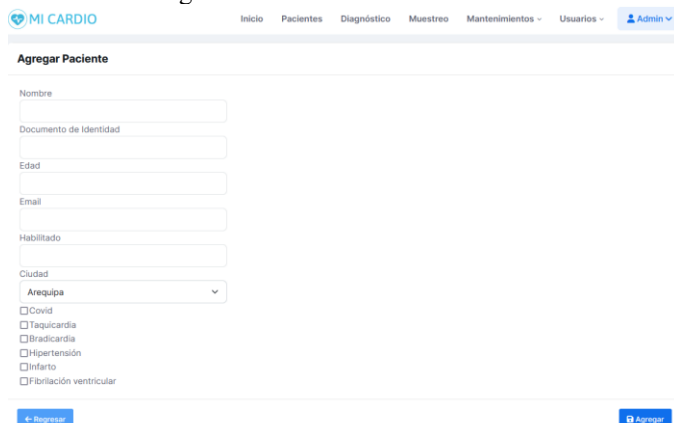 MI CARDIO
Inicio Pacientes Diagnóstico Muestreo Mantenimientos Usuarios Admin
Agregar Paciente
Nombre
Documento de Identidad
Edad
Email
Habilitado
Ciudad
Arequipa
Covid
Taquicardia
Bradicardia
Hipertensión
Infarto
Fibrilación ventricular
← Regresar Agregar